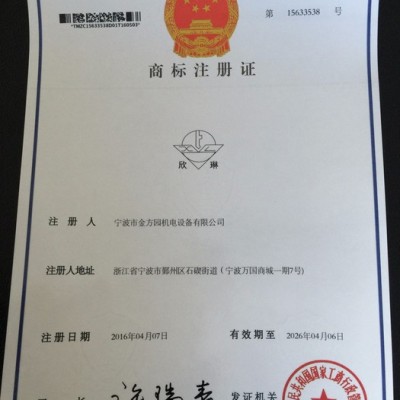 第 15633538 号
*TMZC15633538D01T160503*
商标注册证
欣琳
注册人 宁波市金方园机电设备有限公司
注册人地址 浙江省宁波市鄞州区石碶街道（宁波万国商城一期7号）
注册日期 2016年04月07日 有效期至 2026年04月06日
发证机关